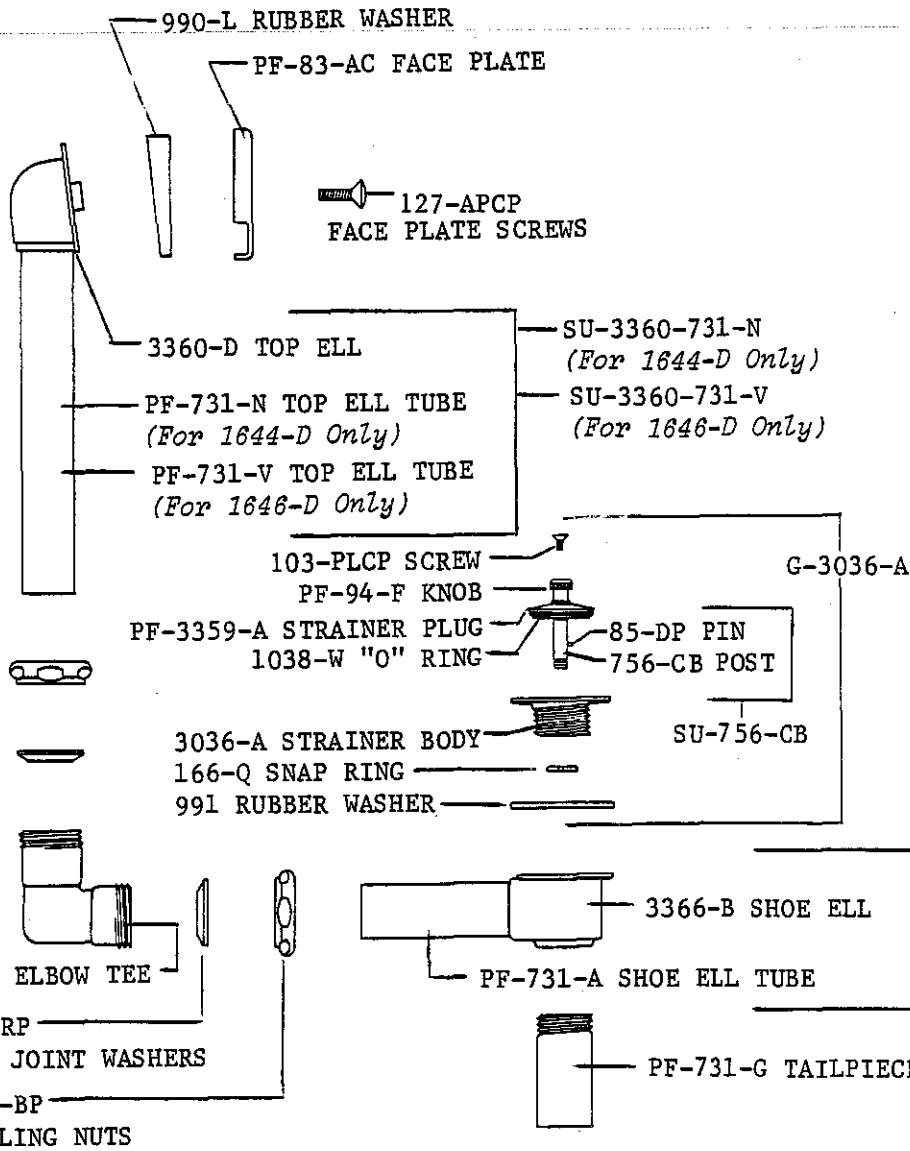 990-L RUBBER WASHER
PF-83-AC FACE PLATE
127-APCP
FACE PLATE SCREWS
3360-D TOP ELL
PF-731-N TOP ELL TUBE
(For 1644-D Only)
PF-731-V TOP ELL TUBE
(For 1646-D Only)
SU-3360-731-N
(For 1644-D Only)
SU-3360-731-V
(For 1646-D Only)
103-PLCP SCREW
PF-94-F KNOB
PF-3359-A STRAINER PLUG
1038-W "O" RING
85-DP PIN
756-CB POST
G-3036-A
SU-756-CB
3036-A STRAINER BODY
166-Q SNAP RING
991 RUBBER WASHER
3366-B SHOE ELL
ELBOW TEE
PF-731-A SHOE ELL TUBE
RP
JOINT WASHERS
PF-731-G TAILPIEC
-BP
LING NUTS